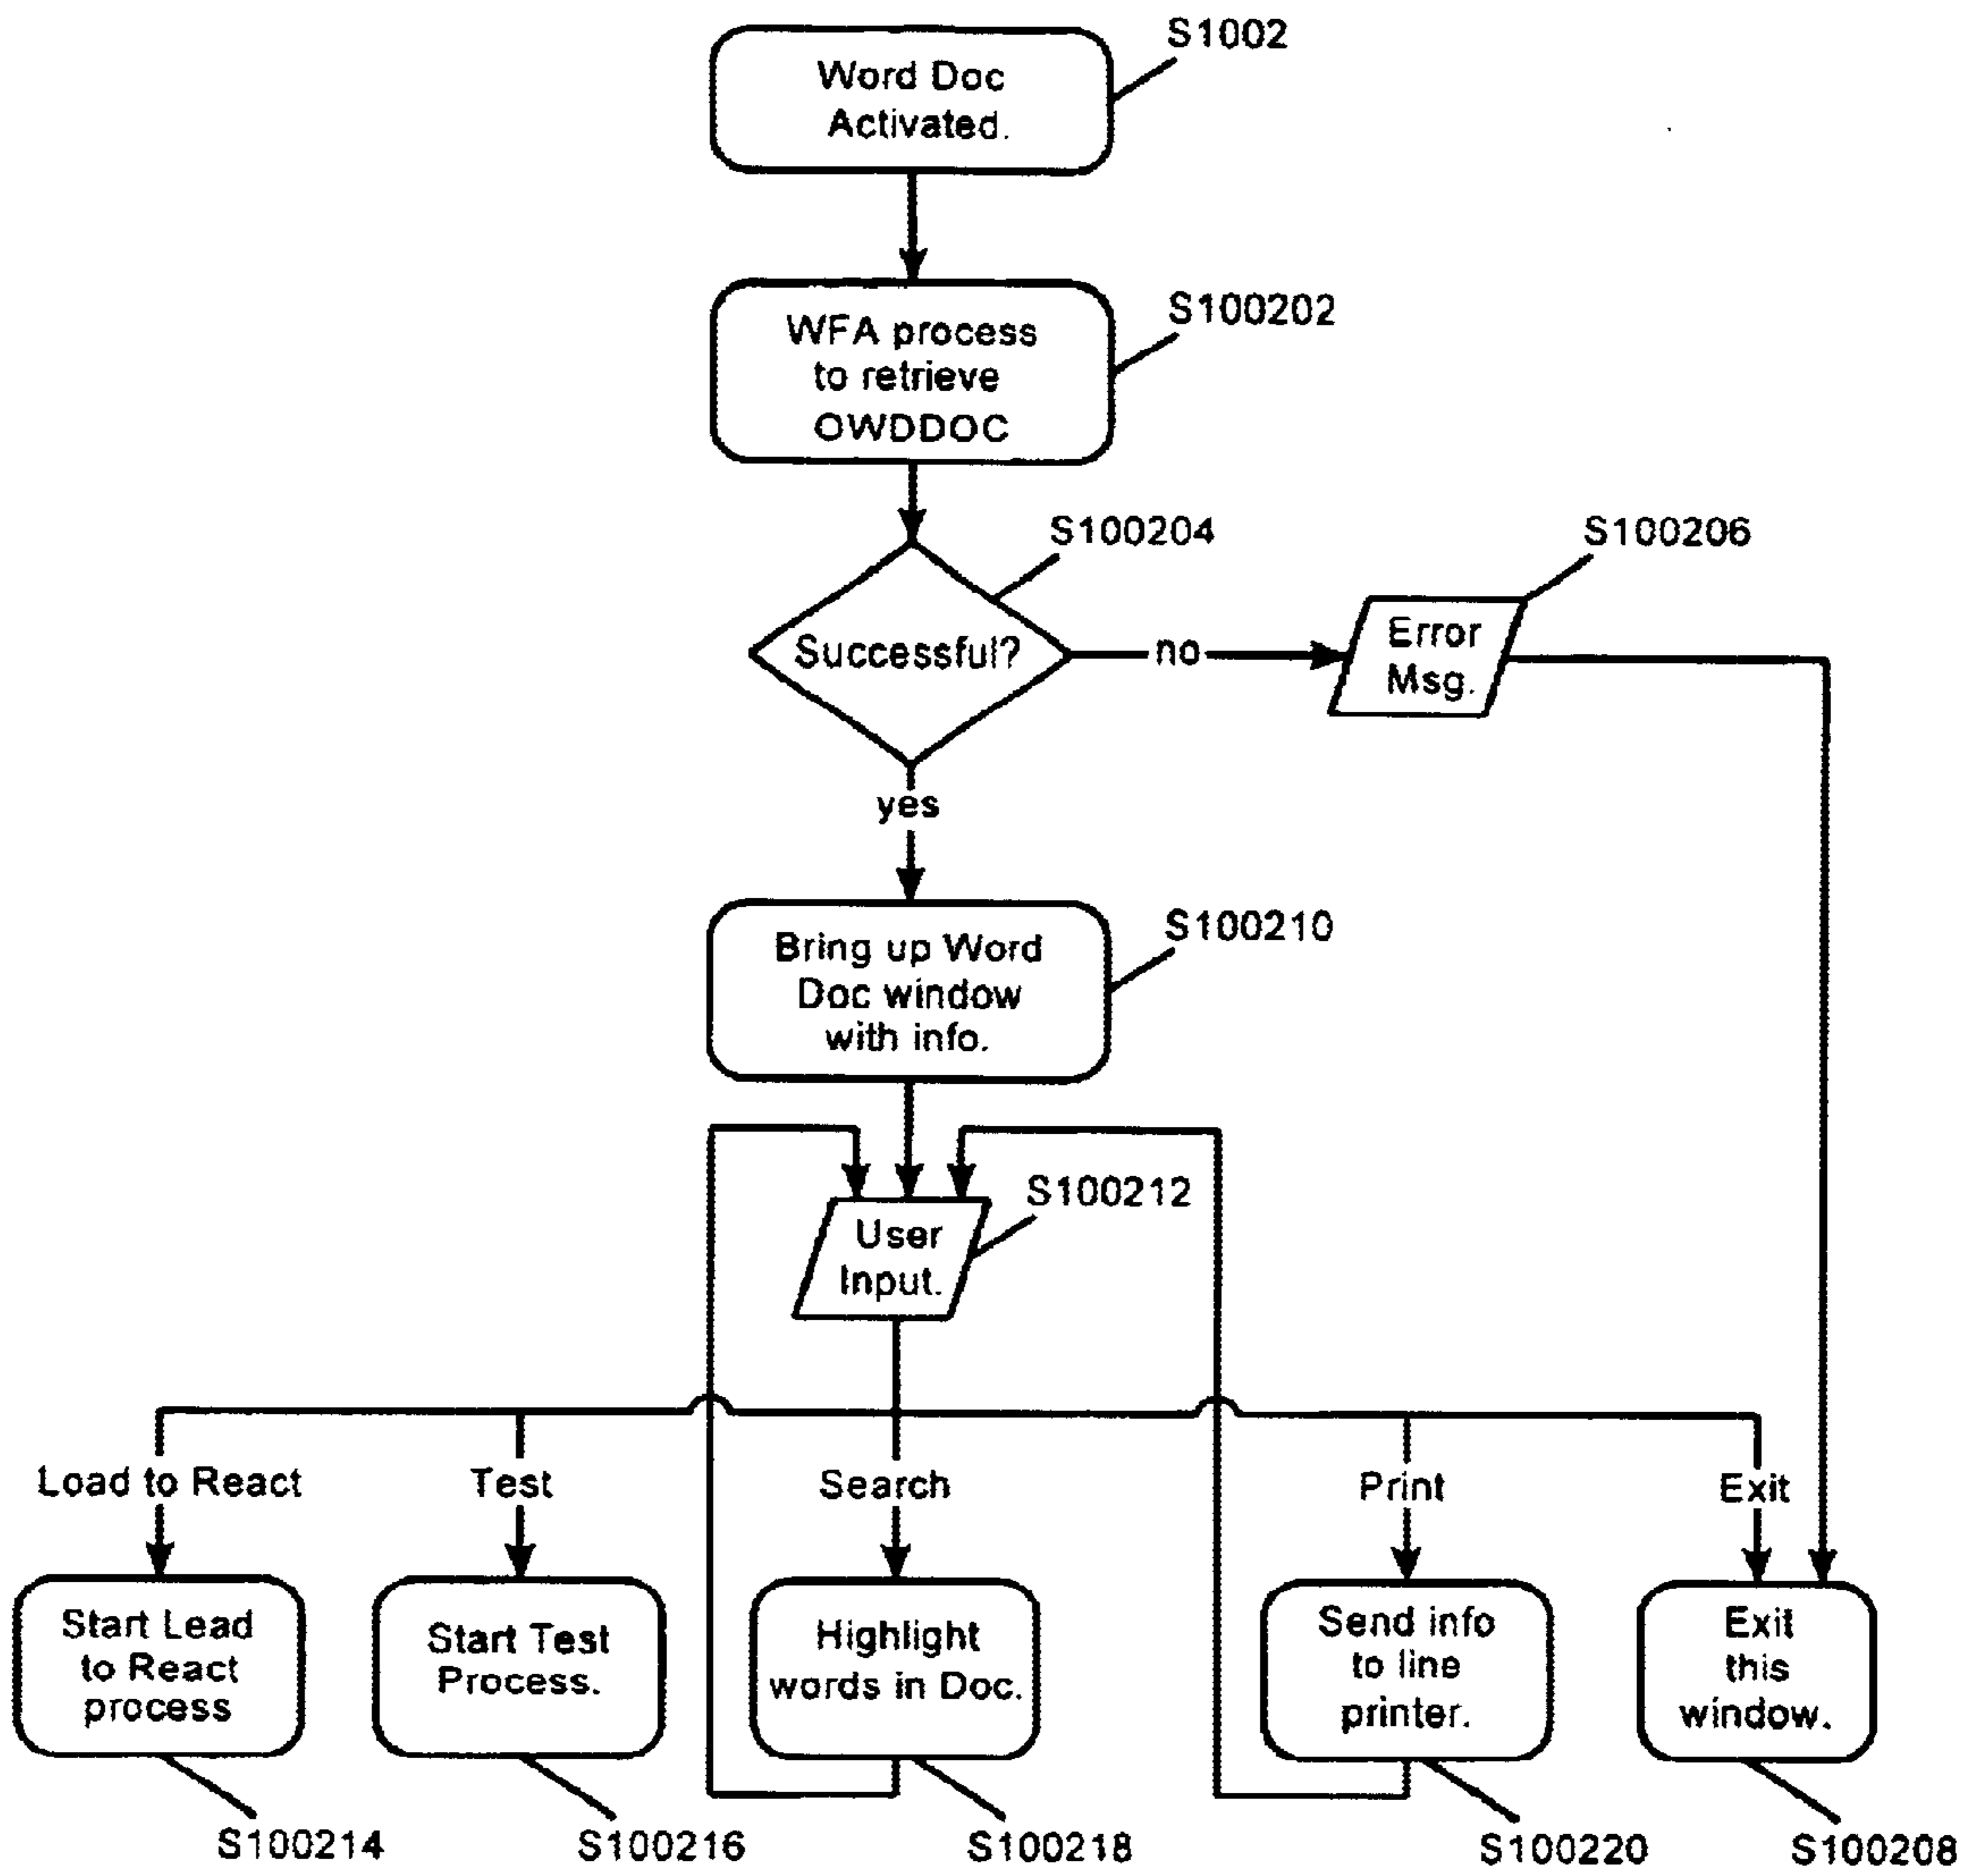 S1002
Word Doc
Activated.
S100202
WFA process
to retrieve
OWDDOC
S100204
S100206
Successful?
no
Error
Msg.
yes
S100210
Bring up Word
Doc window
with info.
S100212
User
Input.
Load to React
Test
Search
Print
Exit
Start Lead
to React
process
Start Test
Process.
Highlight
words in Doc.
Send info
to line
printer.
Exit
this
window.
S100214
S100216
S100218
S100220
S100208